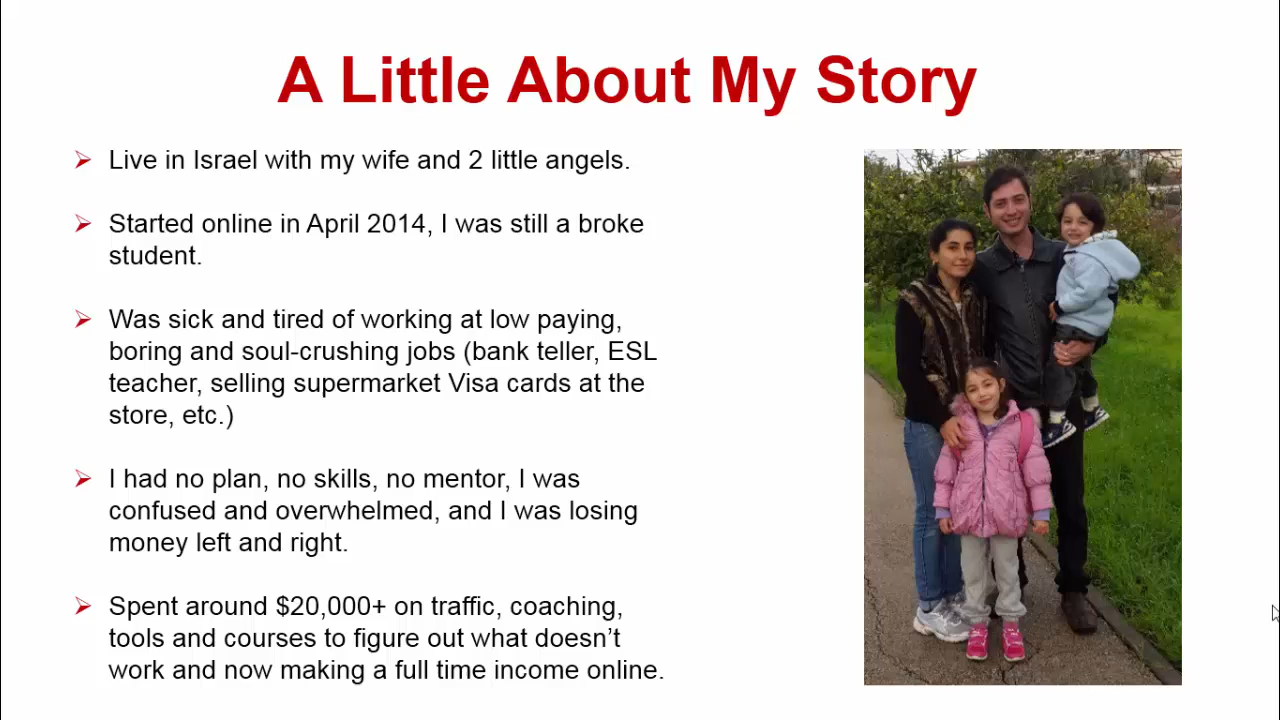 A Little About My Story
Live in Israel with my wife and 2 little angels.
Started online in April 2014, I was still a broke
student.
Was sick and tired of working at low paying,
boring and soul-crushing jobs (bank teller, ESL
teacher, selling supermarket Visa cards at the
store, etc.)
I had no plan, no skills, no mentor, I was
confused and overwhelmed, and I was losing
money left and right.
Spent around $20,000+ on traffic, coaching,
tools and courses to figure out what doesn’t
work and now making a full time income online.